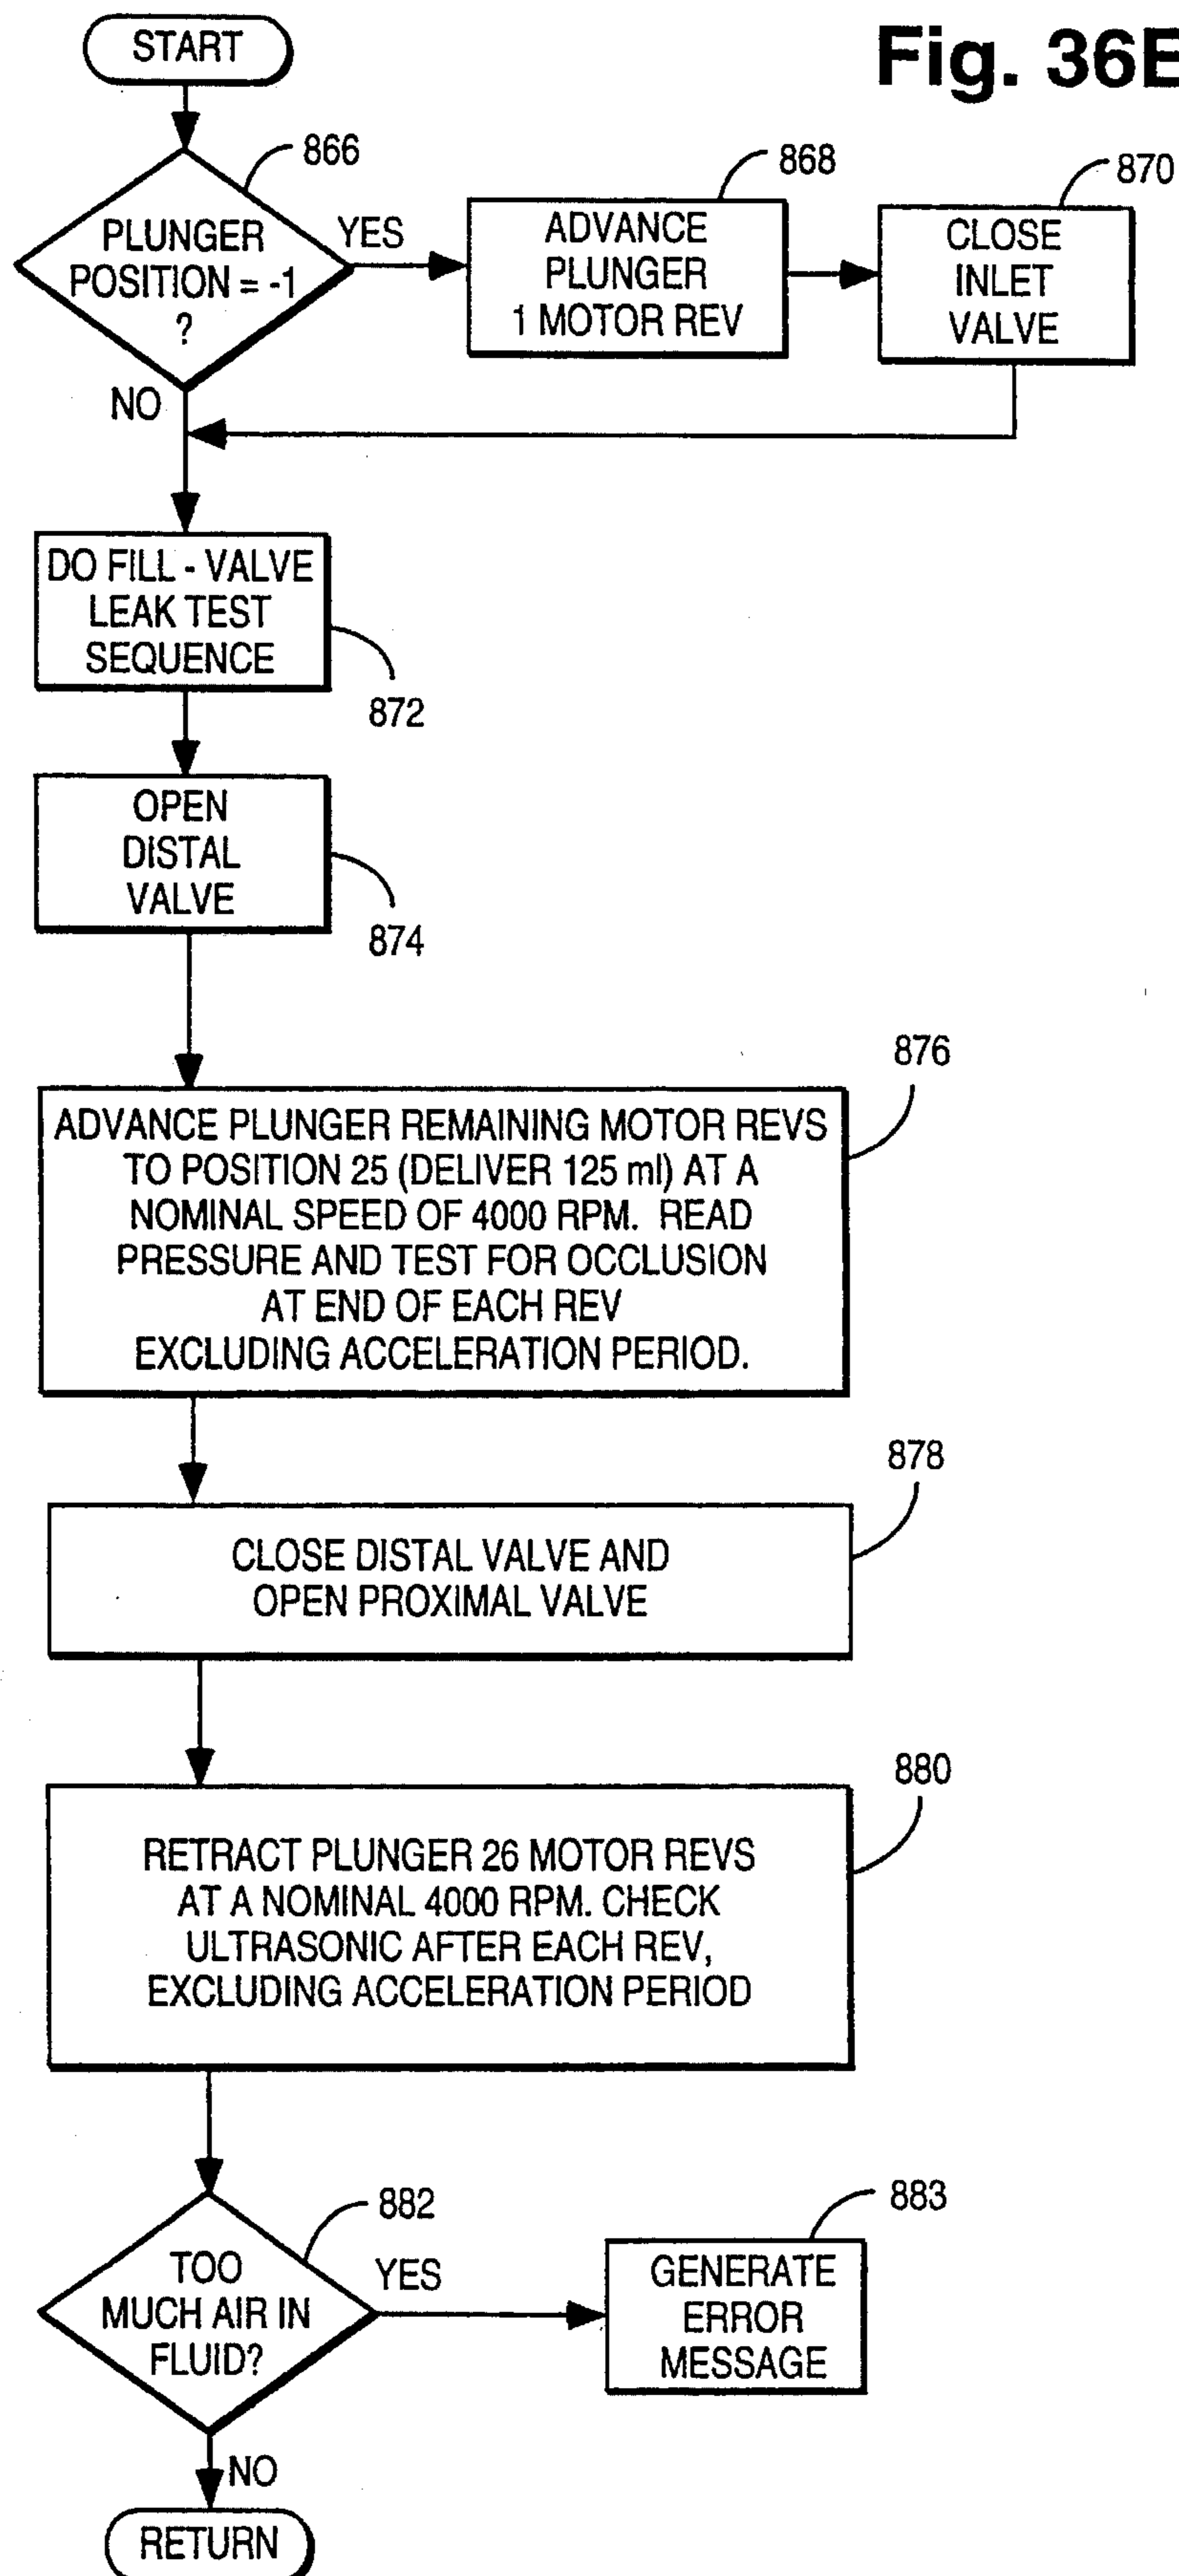 Fig. 36E
START
866
PLUNGER
POSITION = -1
?
YES
NO
868
ADVANCE
PLUNGER
1 MOTOR REV
870
CLOSE
INLET
VALVE
DO FILL - VALVE
LEAK TEST
SEQUENCE
872
OPEN
DISTAL
VALVE
874
876
ADVANCE PLUNGER REMAINING MOTOR REVS
TO POSITION 25 (DELIVER 125 ml) AT A
NOMINAL SPEED OF 4000 RPM. READ
PRESSURE AND TEST FOR OCCLUSION
AT END OF EACH REV
EXCLUDING ACCELERATION PERIOD.
878
CLOSE DISTAL VALVE AND
OPEN PROXIMAL VALVE
880
RETRACT PLUNGER 26 MOTOR REVS
AT A NOMINAL 4000 RPM. CHECK
ULTRASONIC AFTER EACH REV,
EXCLUDING ACCELERATION PERIOD
882
TOO
MUCH AIR IN
FLUID?
YES
883
GENERATE
ERROR
MESSAGE
NO
RETURN